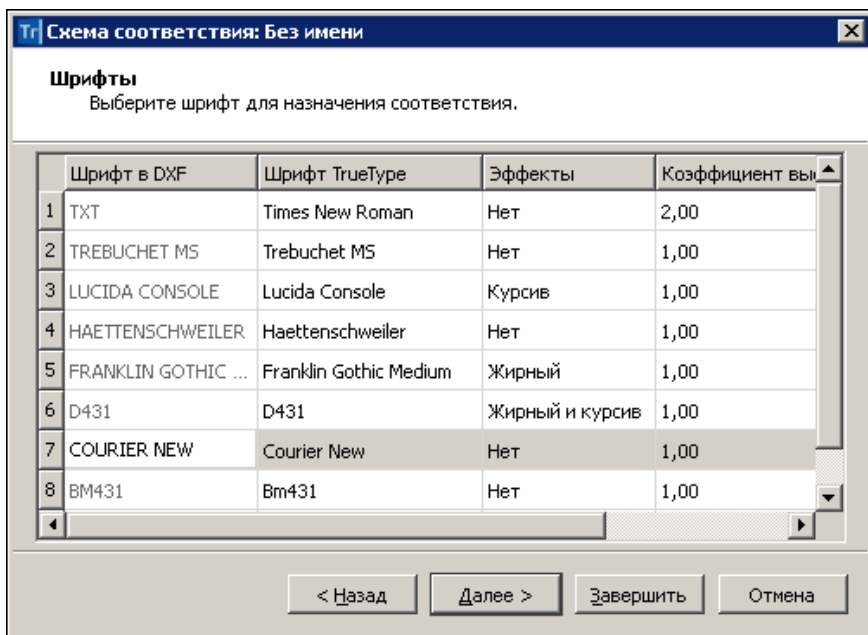 Tr Схема соответствия: Без имени
Шрифты
Выберите шрифт для назначения соответствия.
Шрифт в DXF Шрифт TrueType Эффекты Коэффициент
1 TXT Times New Roman Нет 2,00
2 TREBUCHET MS Trebuchet MS Нет 1,00
3 LUCIDA CONSOLE Lucida Console Курсив 1,00
4 HAETTENSCHWEILER Haettenschweiler Нет 1,00
5 FRANKLIN GOTHIC ... Franklin Gothic Medium Жирный 1,00
6 D431 D431 Жирный и курсив 1,00
7 COURIER NEW Courier New Нет 1,00
8 BM431 Bm431 Нет 1,00
< Назад Далее > Завершить Отмена